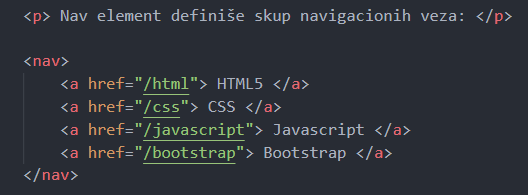 <p> Nav element definiše skup navigacionih veza: </p>
<nav>
<a href="/html"> HTML5 </a>
<a href="/css"> CSS </a>
<a href="/javascript"> Javascript </a>
<a href="/bootstrap"> Bootstrap </a>
</nav>